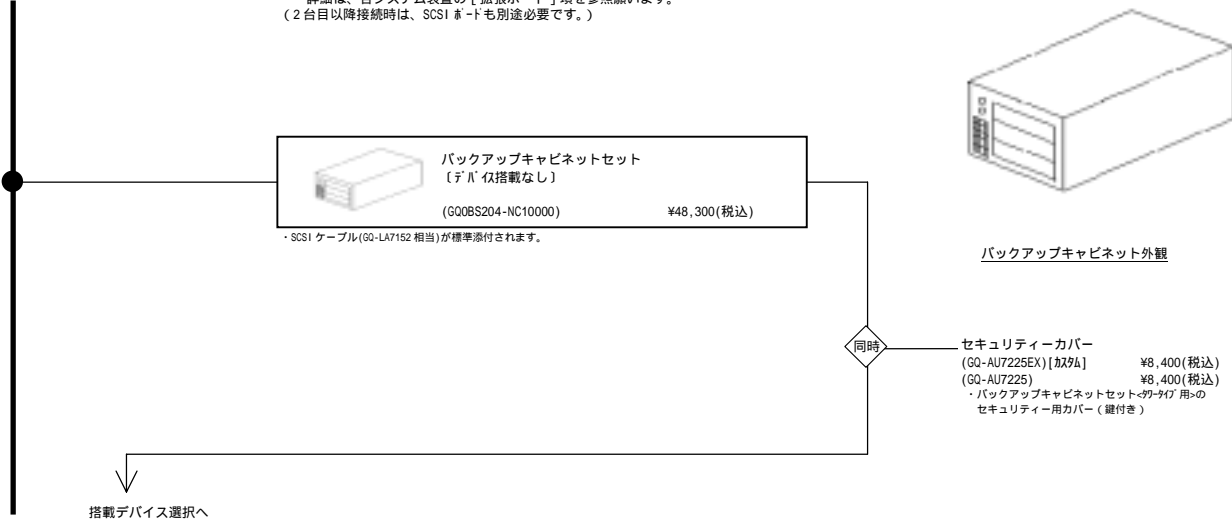 詳細は、各システム装置の[拡張ボード]項を参照願います。
(2台目以降接続時は、SCSIボードも別途必要です。)
バックアップキャビネットセット
〔デバイス搭載なし〕
(GQ0BS204-NC10000) ¥48,300(税込)
・SCSIケーブル(GQ-LA7152相当)が標準添付されます。
バックアップキャビネット外観
同時
セキュリティーカバー
(GQ-AU7225EX)[カスタム] ¥8,400(税込)
(GQ-AU7225) ¥8,400(税込)
・バックアップキャビネットセット<タワータイプ用>の
セキュリティー用カバー(鍵付き)
搭載デバイス選択へ